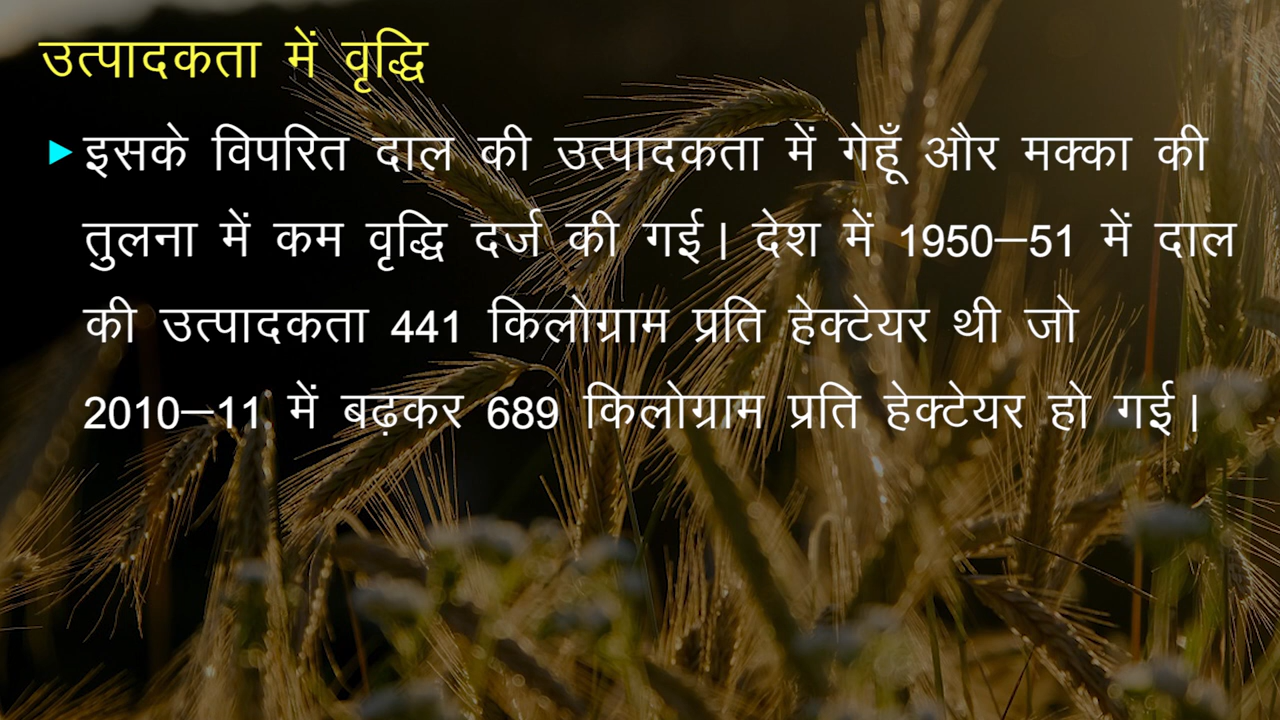 उत्पादकता में वृद्धि
इसके विपरित दाल की उत्पादकता में गेहूँ और मक्का की
तुलना में कम वृद्धि दर्ज की गई। देश में 1950–51 में दाल
की उत्पादकता 441 किलोग्राम प्रति हेक्टेयर थी जो
2010–11 में बढ़कर 689 किलोग्राम प्रति हेक्टेयर हो गई।